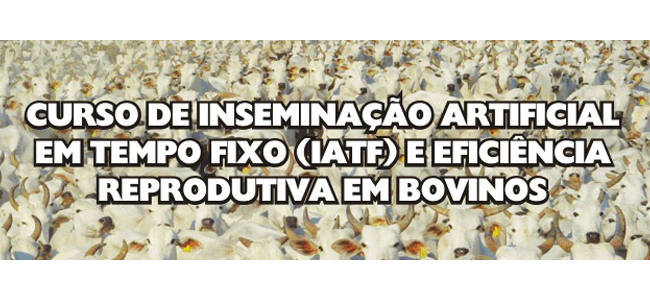 CURSO DE INSEMINAÇÃO ARTIFICIAL
EM TEMPO FIXO (IATF) E EFICIÊNCIA
REPRODUTIVA EM BOVINOS